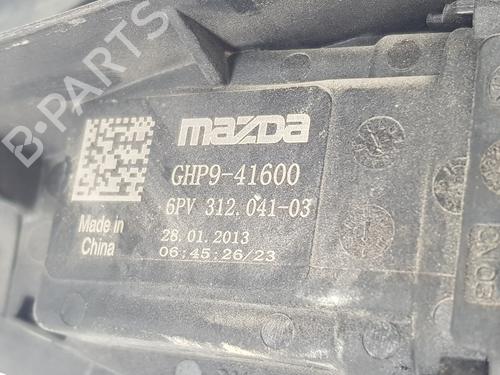 B-PARTS
mazda
GHP9-41600
6PV 312.041-03
Made in
China
28.01.2013
06:45:26/23